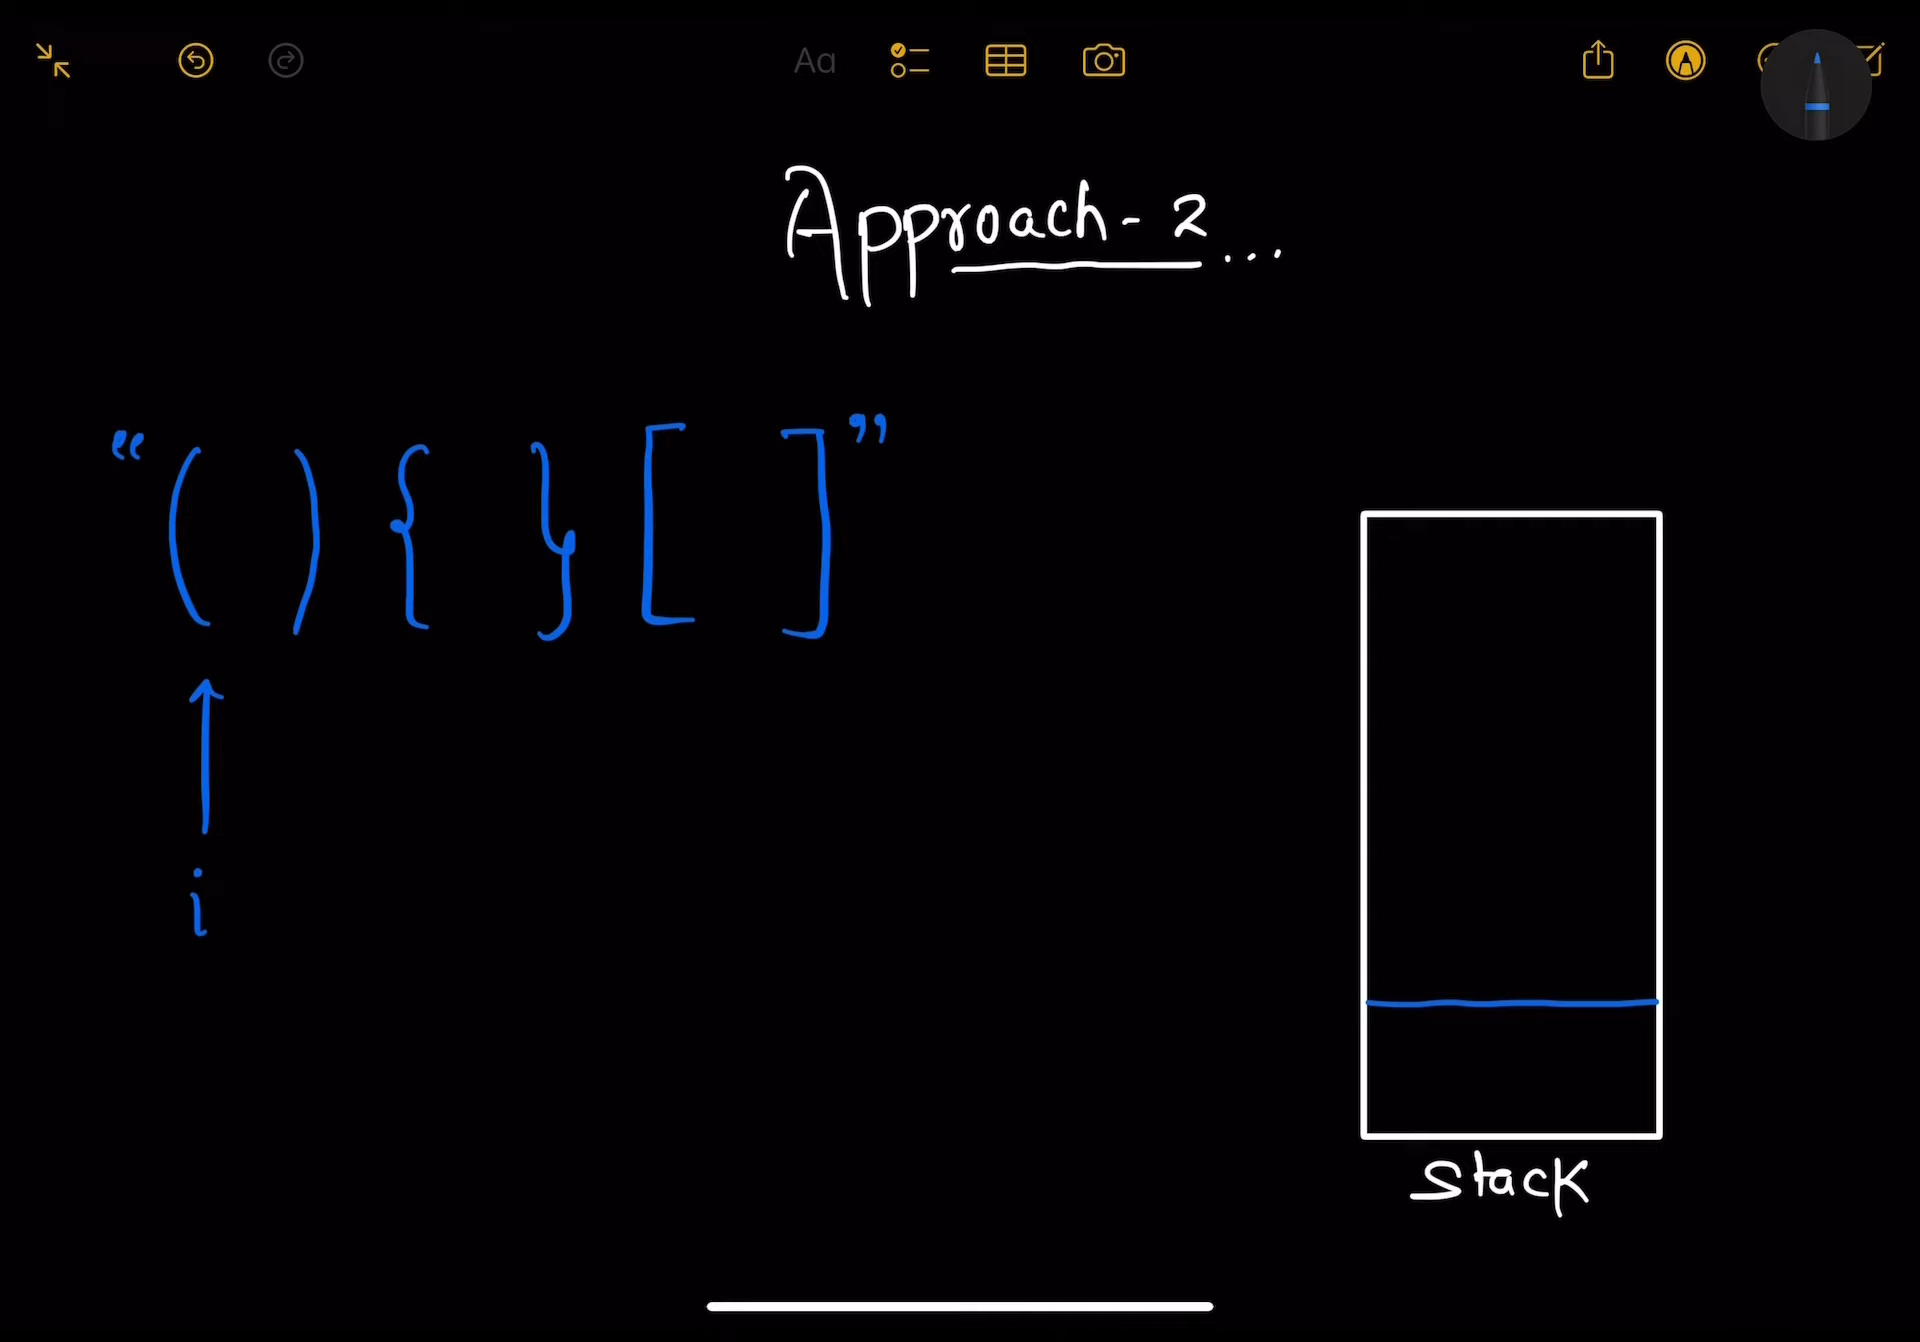 Aa
Approach - 2 ...
“( ) { } [ ]”
i
Stack